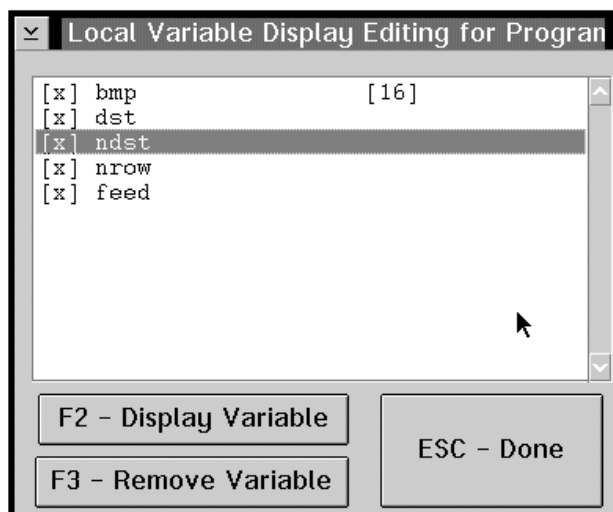 Local Variable Display Editing for Progran
[x] bmp [16]
[x] dst
[x] ndst
[x] nrow
[x] feed
F2 - Display Variable
F3 - Remove Variable
ESC - Done